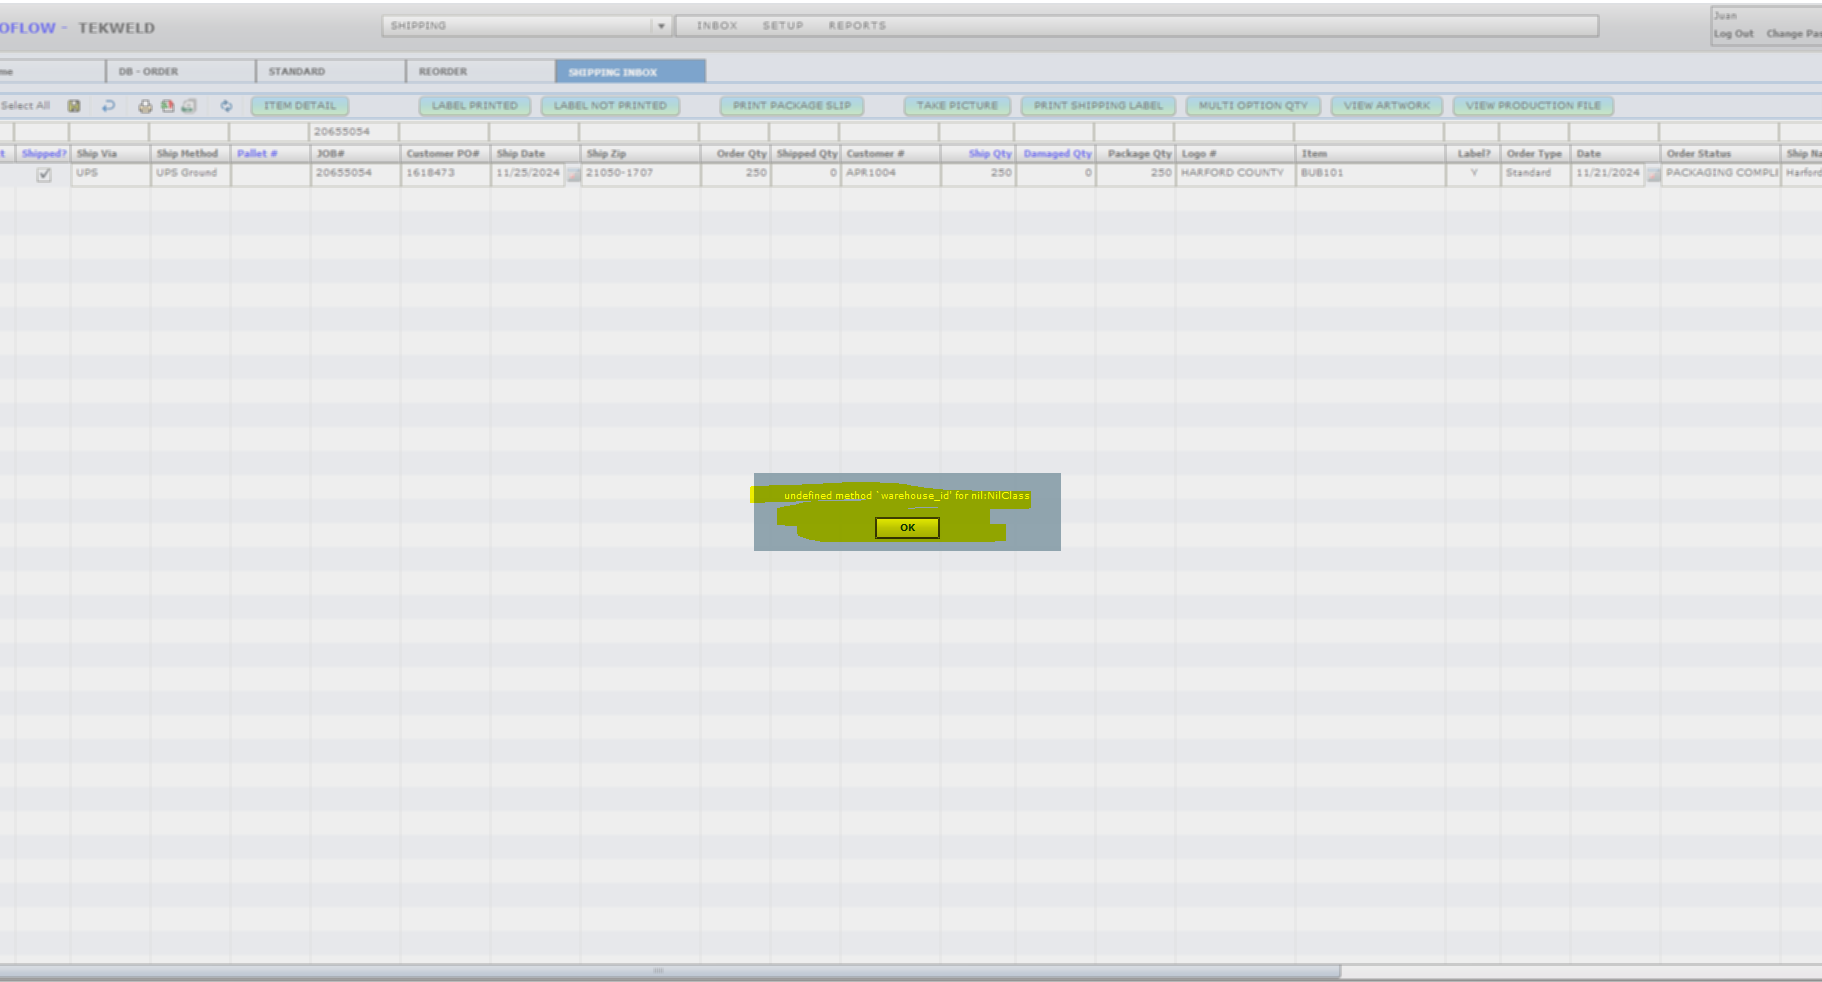 OFLOW - TEKWELD
SHIPPING
INBOX SETUP REPORTS
Juan
Log Out Change Pas
me DB - ORDER STANDARD REORDER SHIPPING INBOX
Select All ITEM DETAIL LABEL PRINTED LABEL NOT PRINTED PRINT PACKAGE SLIP TAKE PICTURE PRINT SHIPPING LABEL MULTI OPTION QTY VIEW ARTWORK VIEW PRODUCTION FILE
20655054
t Shipped? Ship Via Ship Method Pallet # JOB# Customer PO# Ship Date Ship Zip Order Qty Shipped Qty Customer # Ship Qty Damaged Qty Package Qty Logo # Item Label? Order Type Date Order Status Ship Na
UPS UPS Ground 20655054 1618473 11/25/2024 21050-1707 250 0 APR1004 250 0 250 HARFORD COUNTY BUB101 Y Standard 11/21/2024 PACKAGING COMPLE Harford
undefined method `warehouse_id' for nil:NilClass
OK